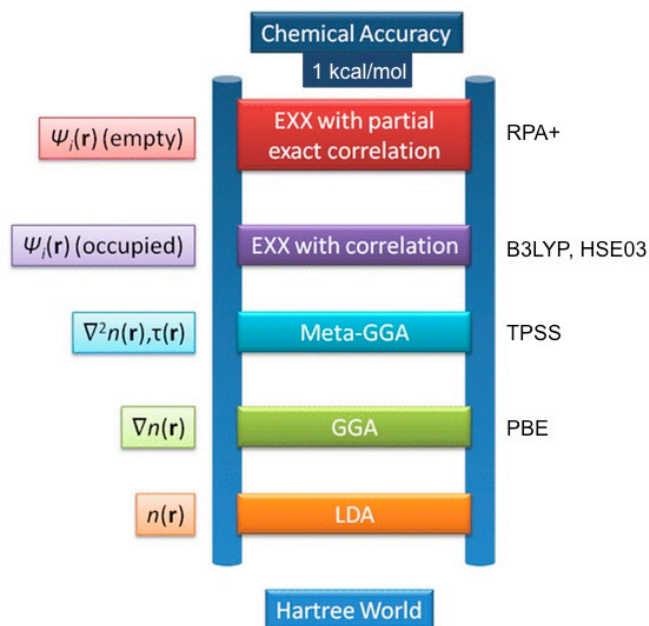 Chemical Accuracy
1 kcal/mol
Ψi(r) (empty)
EXX with partial
exact correlation
RPA+
Ψi(r) (occupied)
EXX with correlation
B3LYP, HSE03
∇²n(r),τ(r)
Meta-GGA
TPSS
∇n(r)
GGA
PBE
n(r)
LDA
Hartree World